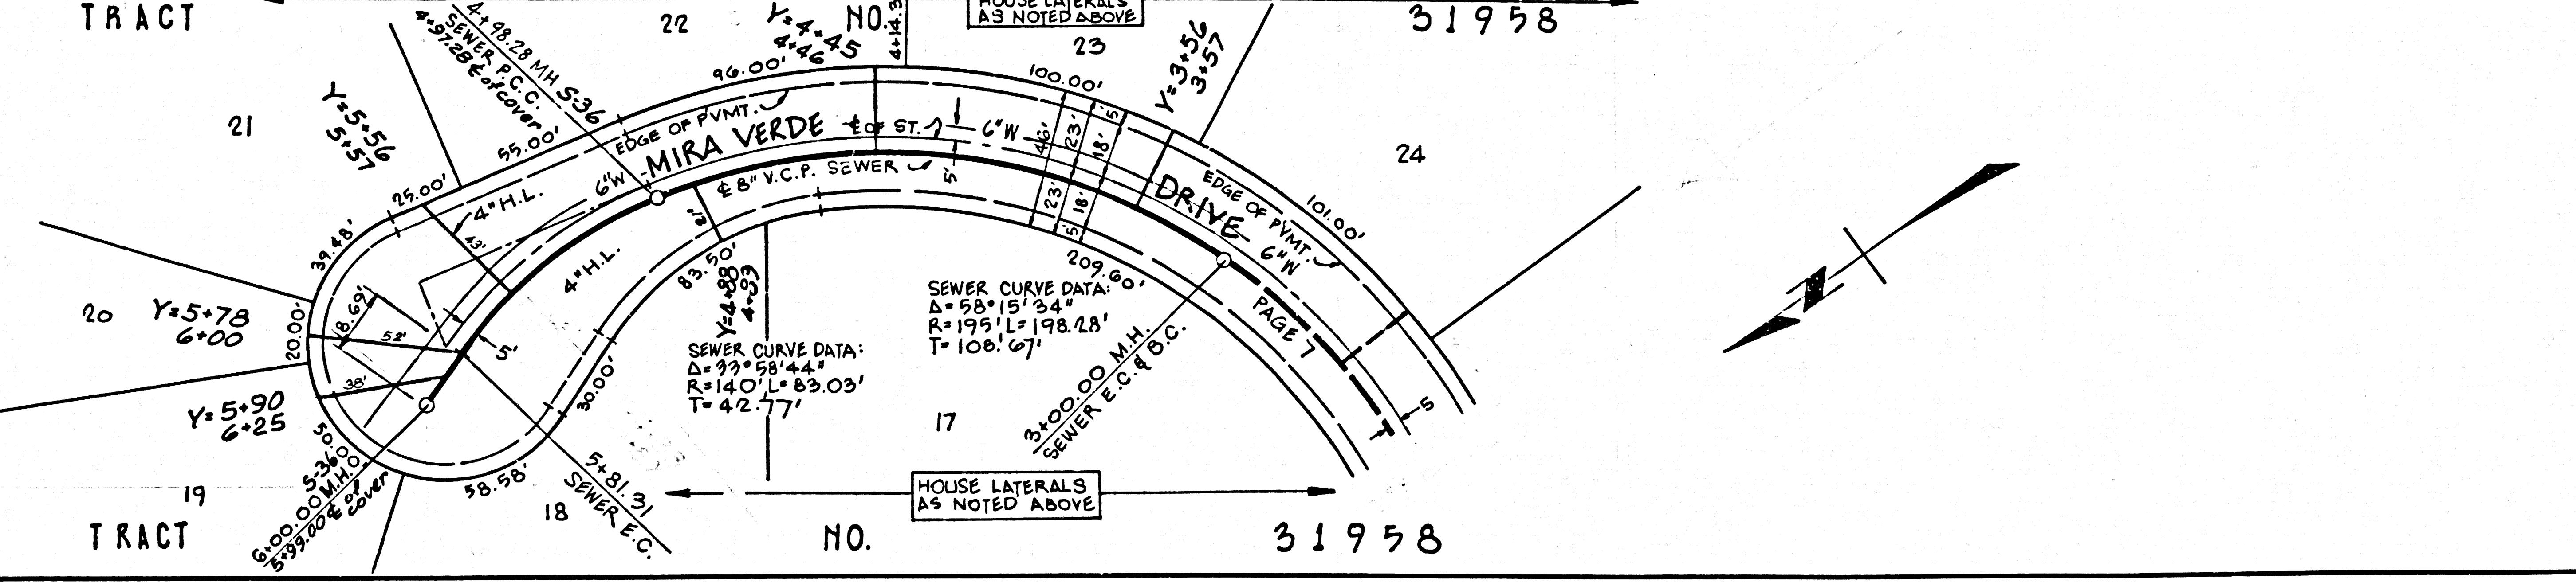 TRACT
NO.
31958
HOUSE LATERALS
AS NOTED ABOVE
22
23
21
24
4+98.28 MH S-36
SEWER P.C.C.
4+97.28 ℄ of cover
Y=4+45
4+46
4+14.3
Y=3+56
3+57
Y=5+56
5+57
96.00'
100.00'
55.00'
25.00'
39.48'
20.00'
101.00'
EDGE OF PVMT.
MIRA VERDE
℄ OF ST.
6"W
46'
23'
18'
5'
6"W
℄ 8" V.C.P. SEWER
5'
23'
18'
5'
DRIVE
EDGE OF PVMT.
6"W
4" H.L.
43'
4" H.L.
83.50'
Y=4+88
4+93
209.60'
20
Y=5+78
6+00
52'
5'
38'
Y=5+90
6+25
30.00'
58.58'
SEWER CURVE DATA:
Δ=33°58'44"
R=140' L=83.03'
T=42.77'
SEWER CURVE DATA:
Δ=58°15'34"
R=195' L=198.28'
T=108.67'
3+00.00 M.H.
SEWER E.C. & B.C.
PAGE 7
5
17
19
18
S-36
6+00.00 M.H.
5+99.00 ℄ of cover
5+81.31
SEWER E.C.
HOUSE LATERALS
AS NOTED ABOVE
TRACT
NO.
31958
N